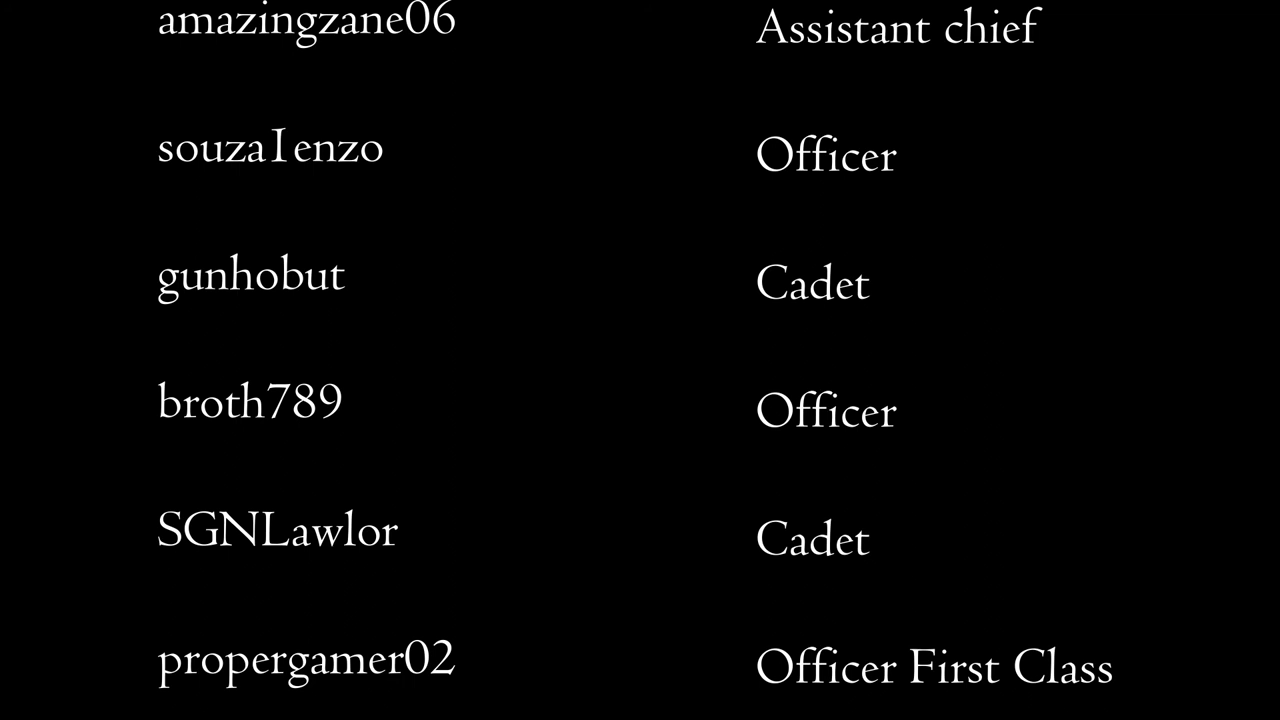 amazingzane06 Assistant chief
souza1enzo Officer
gunhobut Cadet
broth789 Officer
SGNLawlor Cadet
propergamer02 Officer First Class